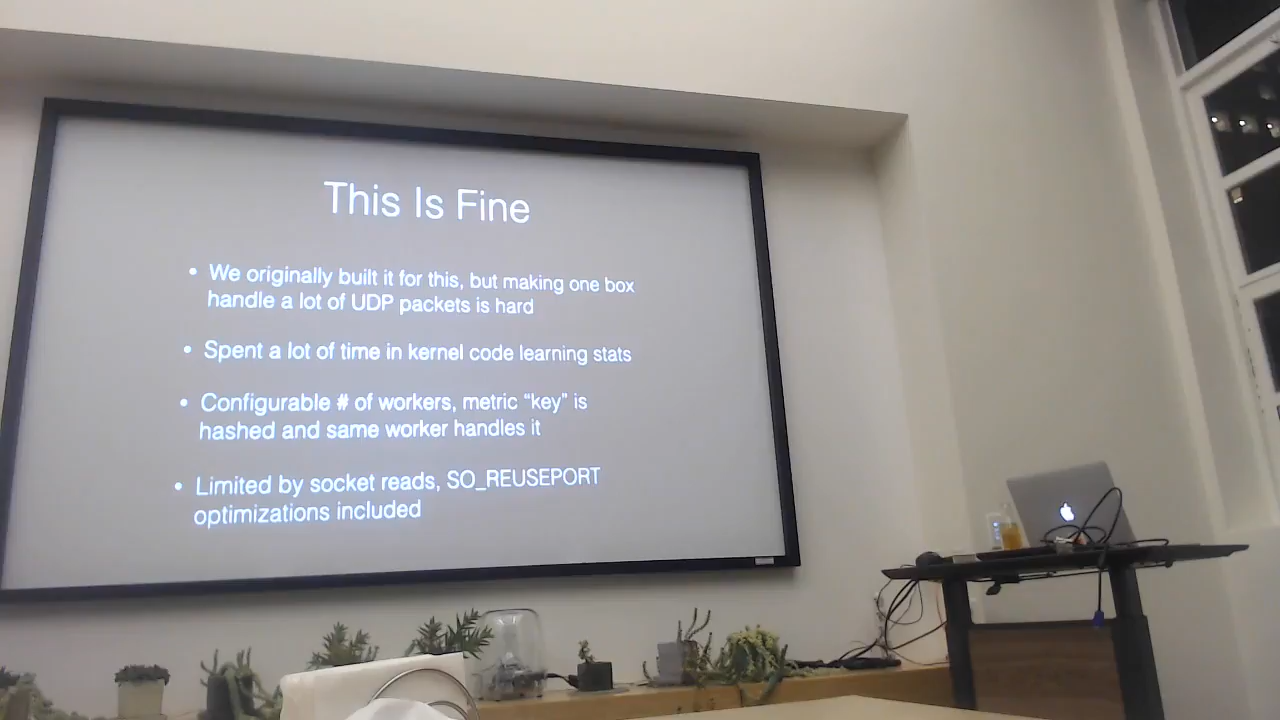 This Is Fine
• We originally built it for this, but making one box
handle a lot of UDP packets is hard
• Spent a lot of time in kernel code learning stats
• Configurable # of workers, metric “key” is
hashed and same worker handles it
• Limited by socket reads, SO_REUSEPORT
optimizations included